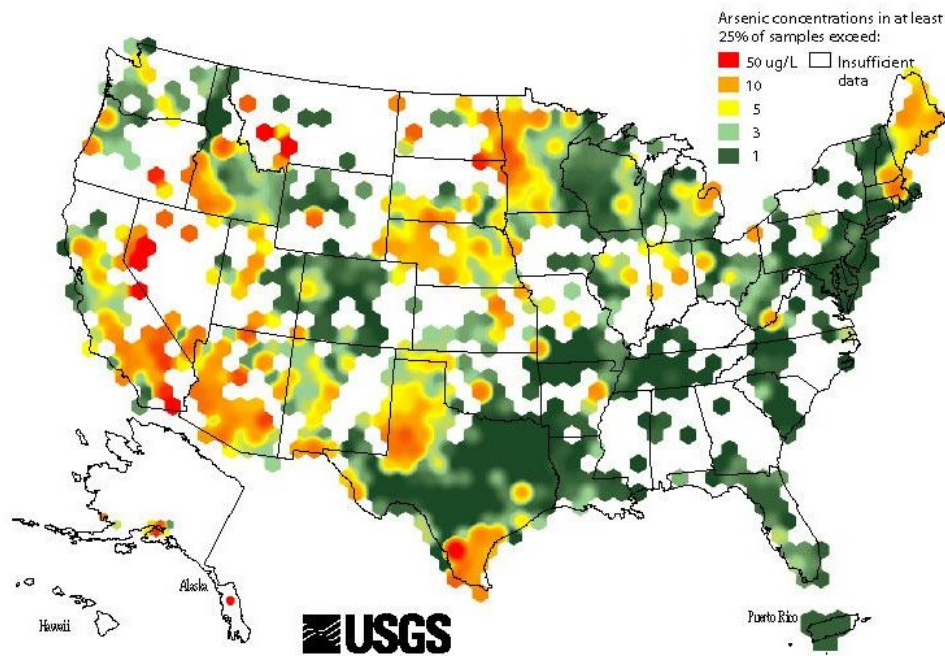 Arsenic concentrations in at least
25% of samples exceed:
50 ug/L
Insufficient
data
10
5
3
1
Alaska
Hawaii
USGS
Puerto Rico